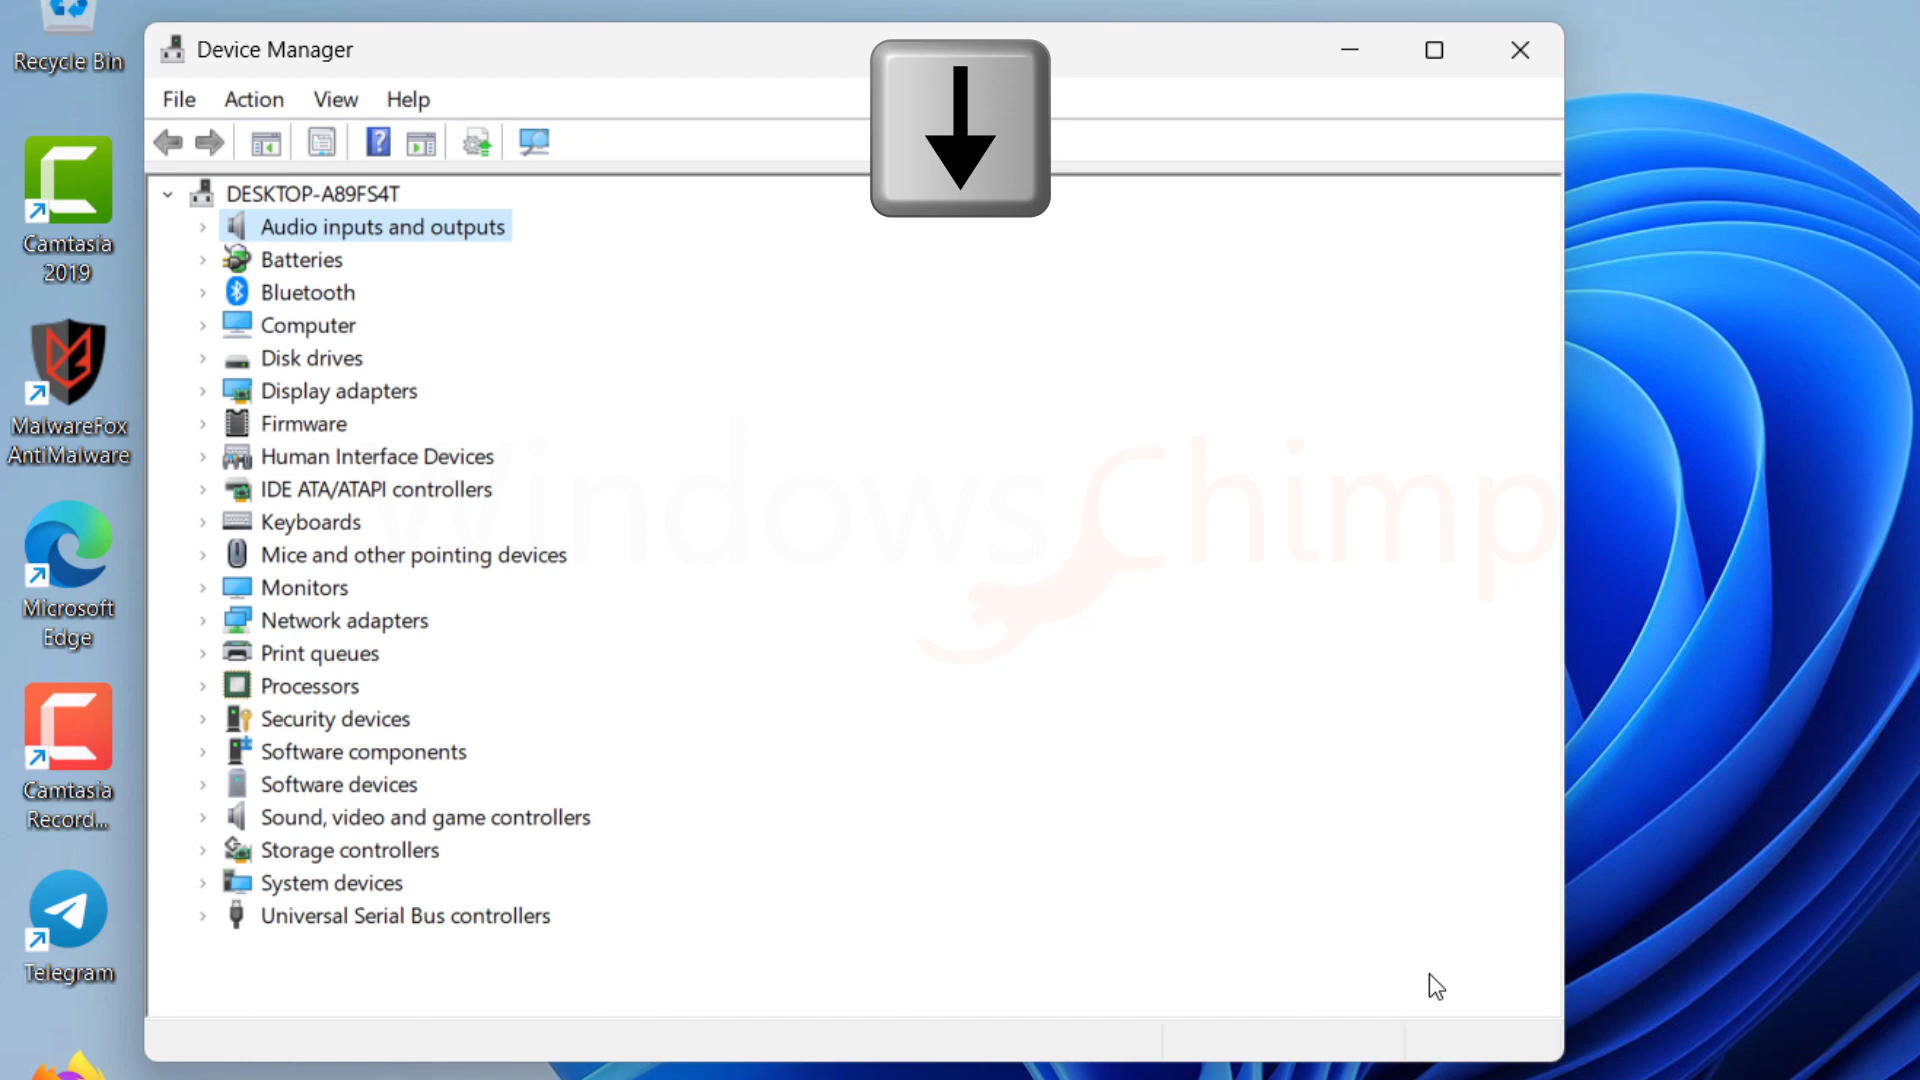 Recycle Bin
Device Manager
File Action View Help
DESKTOP-A89FS4T
Audio inputs and outputs
Batteries
Bluetooth
Computer
Disk drives
Display adapters
Firmware
Human Interface Devices
IDE ATA/ATAPI controllers
Keyboards
Mice and other pointing devices
Monitors
Network adapters
Print queues
Processors
Security devices
Software components
Software devices
Sound, video and game controllers
Storage controllers
System devices
Universal Serial Bus controllers
Windows Chimp
Camtasia
2019
MalwareFox
AntiMalware
Microsoft
Edge
Camtasia
Record...
Telegram